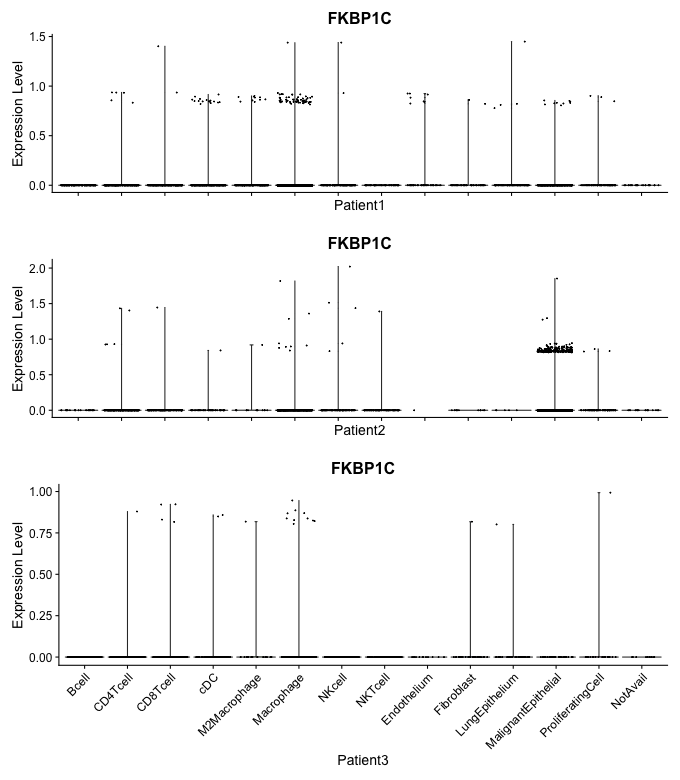 FKBP1C
Expression Level
1.5
1.0
0.5
0.0
Patient1
FKBP1C
Expression Level
2.0
1.5
1.0
0.5
0.0
Patient2
FKBP1C
Expression Level
1.00
0.75
0.50
0.25
0.00
Bcell
CD4Tcell
CD8Tcell
cDC
M2Macrophage
Macrophage
NKcell
NKTcell
Endothelium
Fibroblast
LungEpithelium
MalignantEpithelial
ProliferatingCell
NotAvail
Patient3